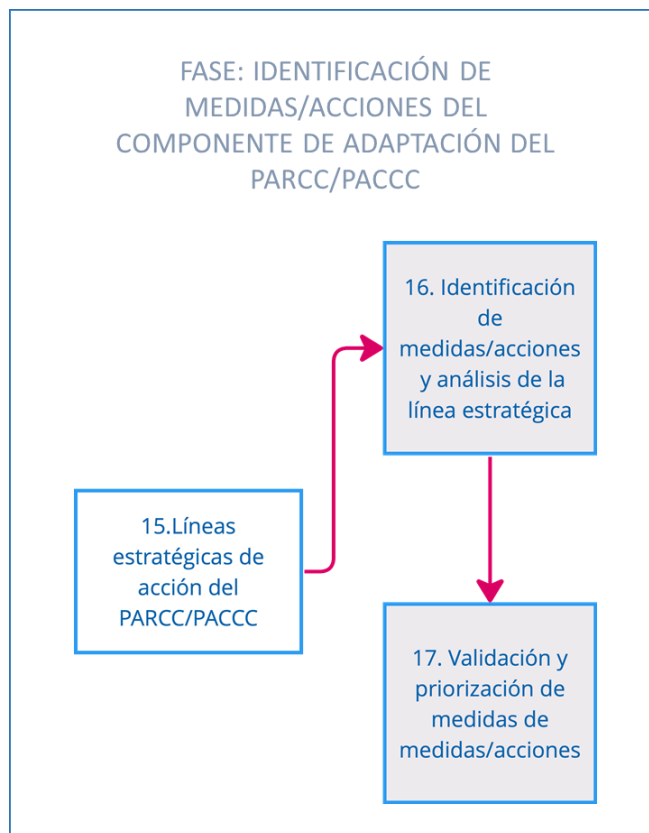 FASE: IDENTIFICACIÓN DE
MEDIDAS/ACCIONES DEL
COMPONENTE DE ADAPTACIÓN DEL
PARCC/PACCC
16. Identificación
de
medidas/acciones
y análisis de la
línea estratégica
15.Líneas
estratégicas de
acción del
PARCC/PACCC
17. Validación y
priorización de
medidas de
medidas/acciones